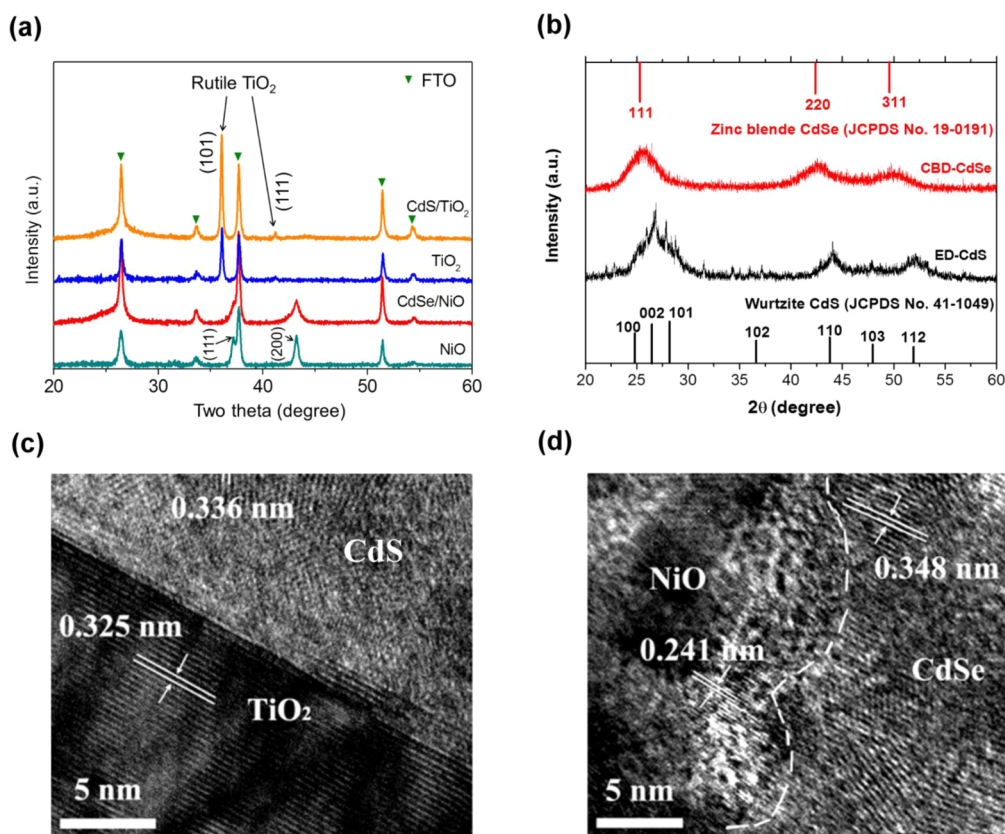 (a)
▼ FTO
Rutile TiO2
(101)
(111)
CdS/TiO2
TiO2
CdSe/NiO
(111)
(200)
NiO
Intensity (a.u.)
20 30 40 50 60
Two theta (degree)
(b)
111
220
311
Zinc blende CdSe (JCPDS No. 19-0191)
CBD-CdSe
ED-CdS
Wurtzite CdS (JCPDS No. 41-1049)
100
002
101
102
110
103
112
Intensity (a.u.)
20 25 30 35 40 45 50 55 60
2θ (degree)
(c)
0.336 nm
CdS
0.325 nm
TiO2
5 nm
(d)
NiO
0.348 nm
0.241 nm
CdSe
5 nm